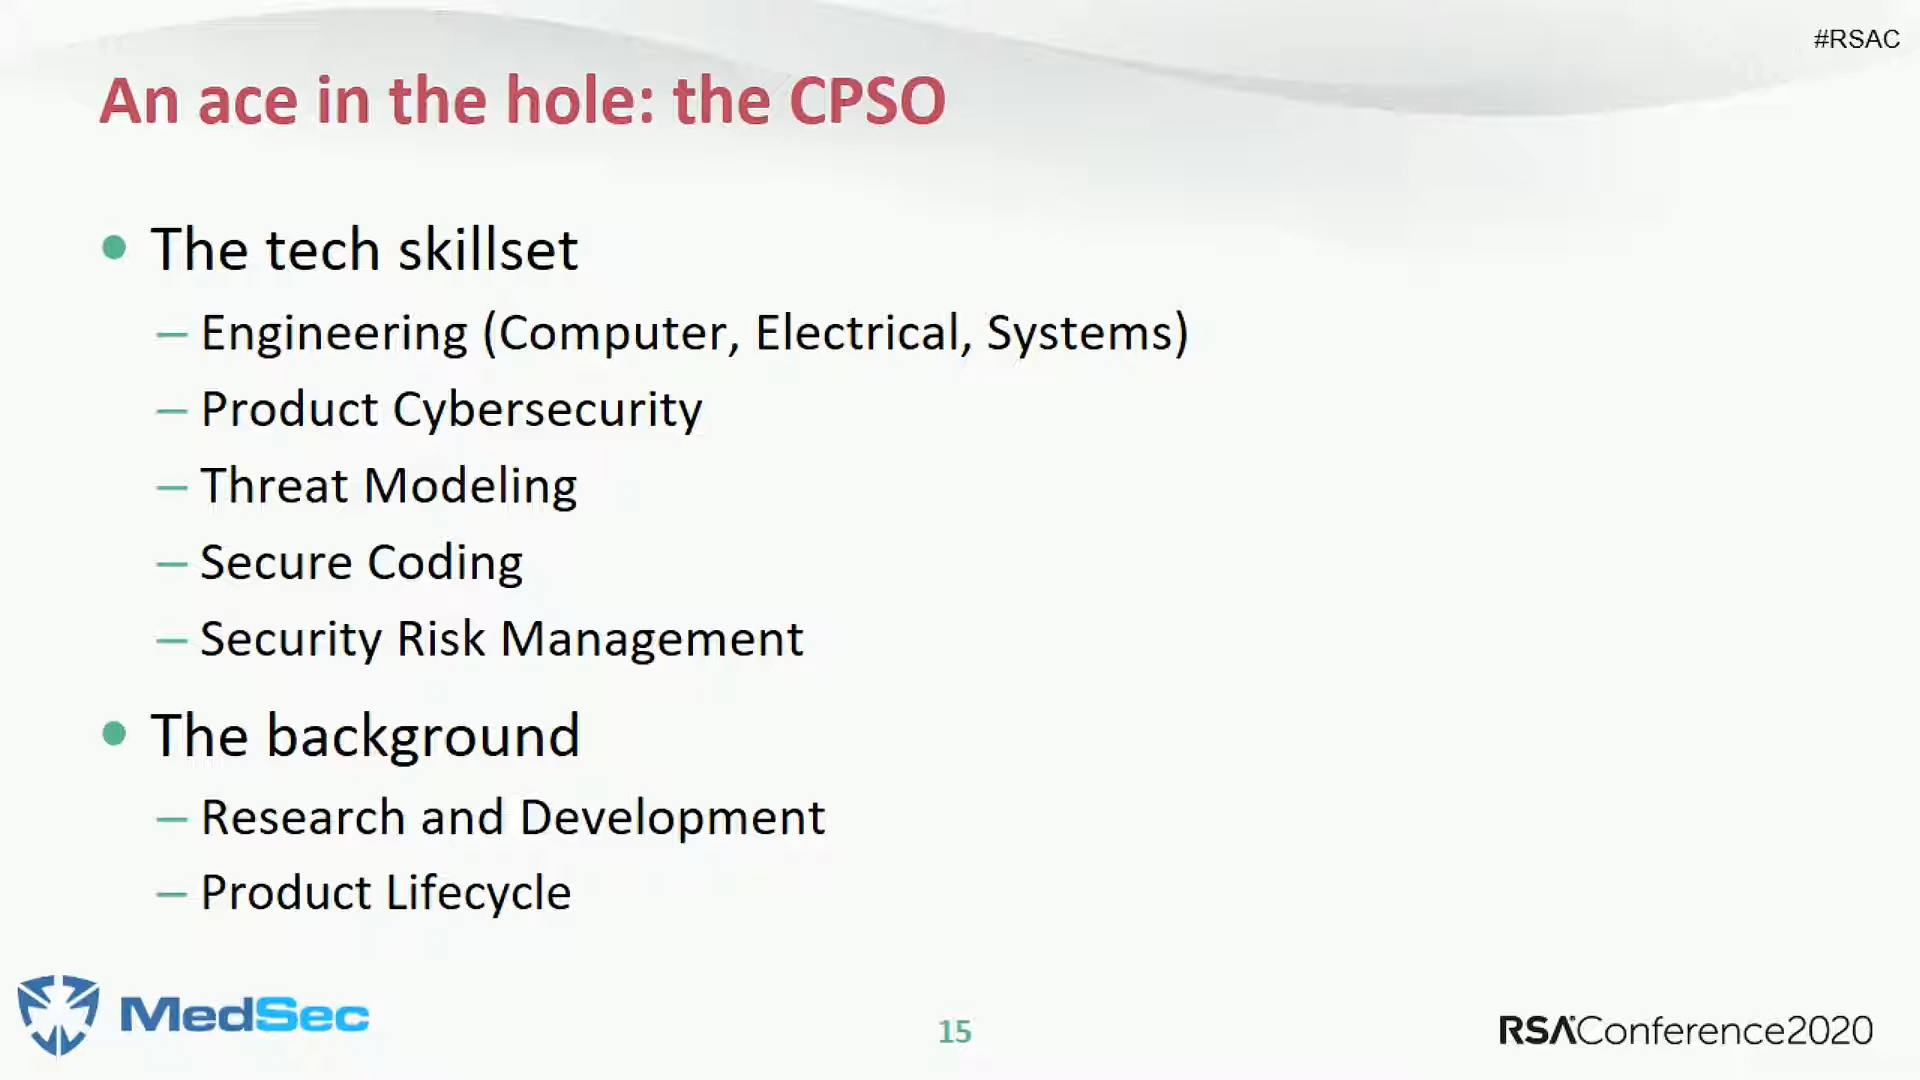 #RSAC
An ace in the hole: the CPSO
• The tech skillset
– Engineering (Computer, Electrical, Systems)
– Product Cybersecurity
– Threat Modeling
– Secure Coding
– Security Risk Management
• The background
– Research and Development
– Product Lifecycle
MedSec
15
RSAConference2020